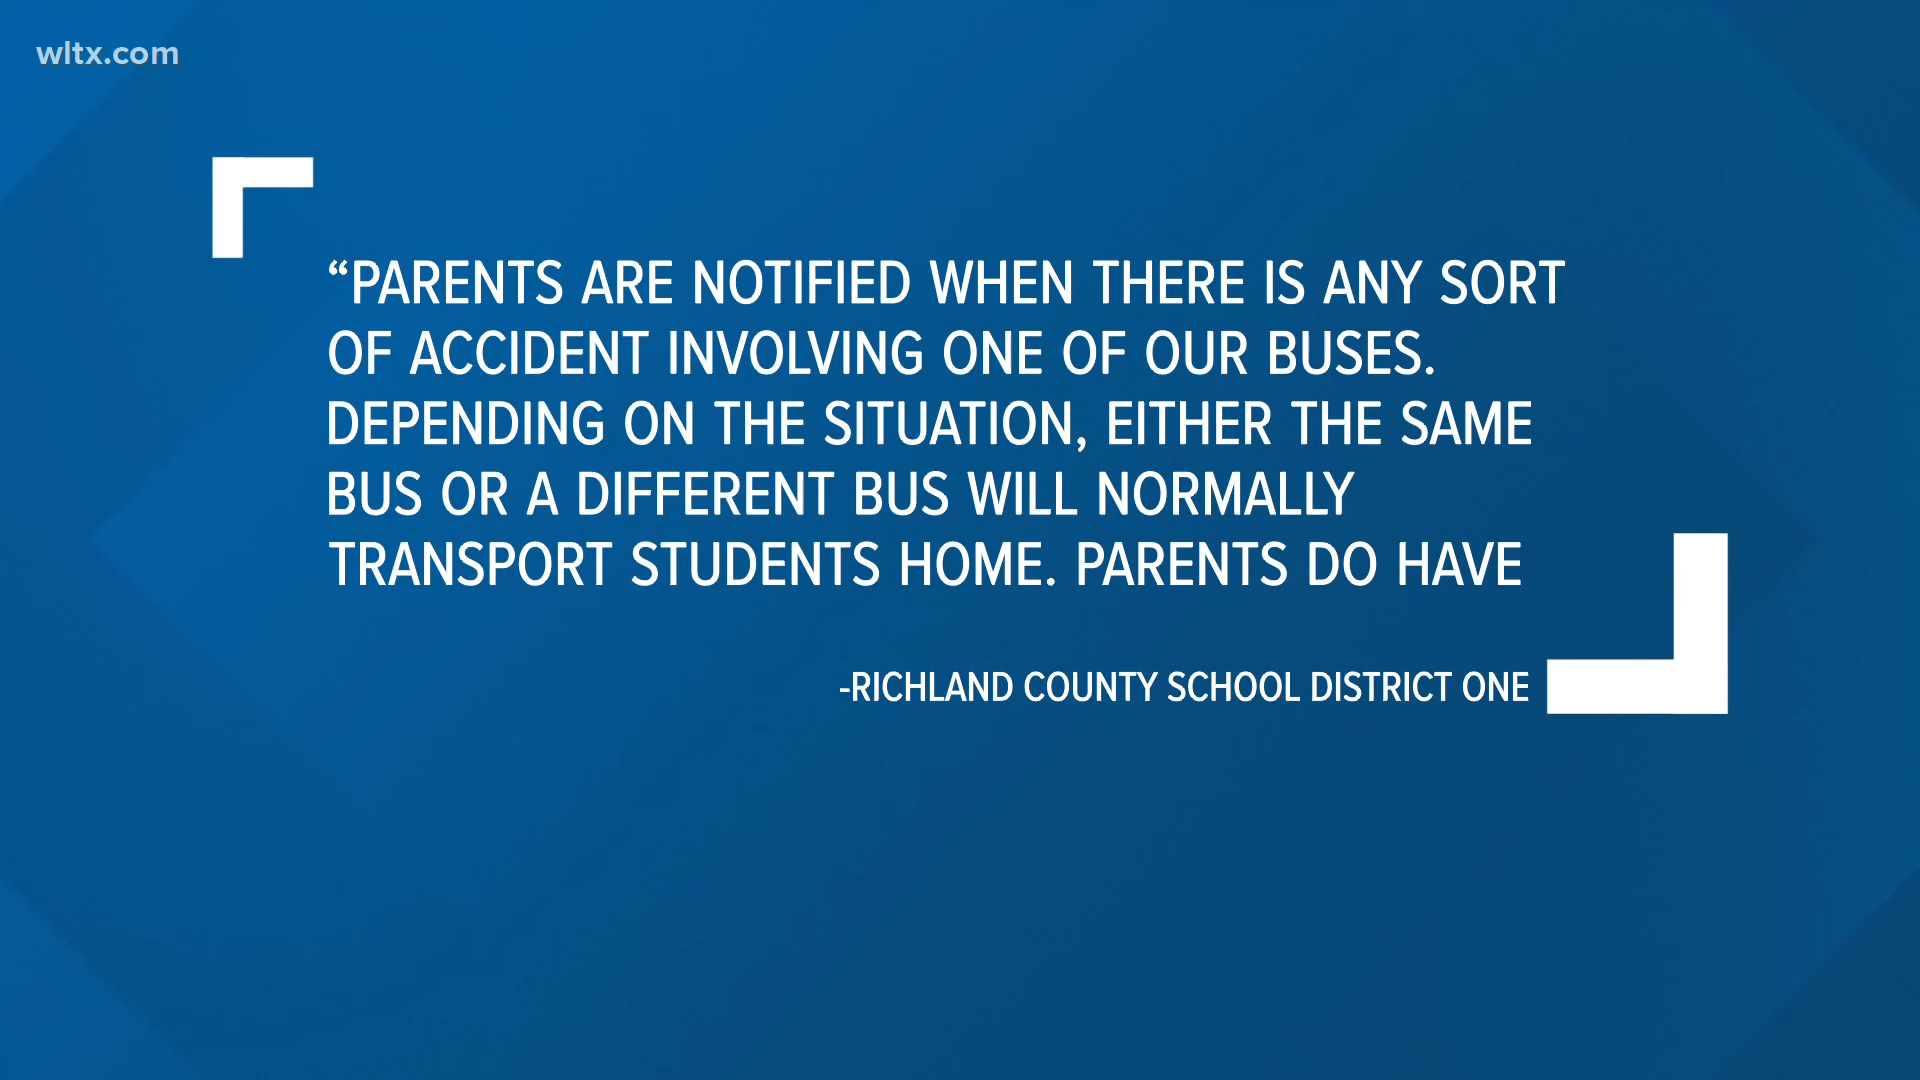 wltx.com
“PARENTS ARE NOTIFIED WHEN THERE IS ANY SORT
OF ACCIDENT INVOLVING ONE OF OUR BUSES.
DEPENDING ON THE SITUATION, EITHER THE SAME
BUS OR A DIFFERENT BUS WILL NORMALLY
TRANSPORT STUDENTS HOME. PARENTS DO HAVE
-RICHLAND COUNTY SCHOOL DISTRICT ONE